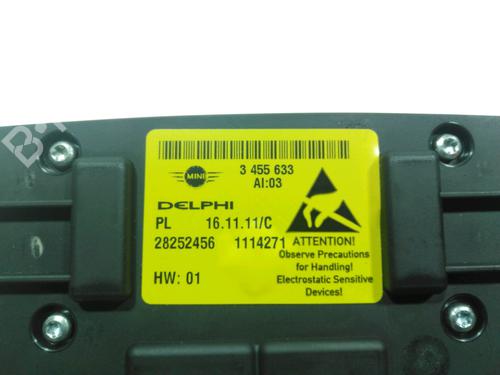 MINI
3 455 633
AI:03
DELPHI
PL 16.11.11/C
28252456 1114271
HW: 01
ATTENTION!
Observe Precautions
for Handling!
Electrostatic Sensitive
Devices!